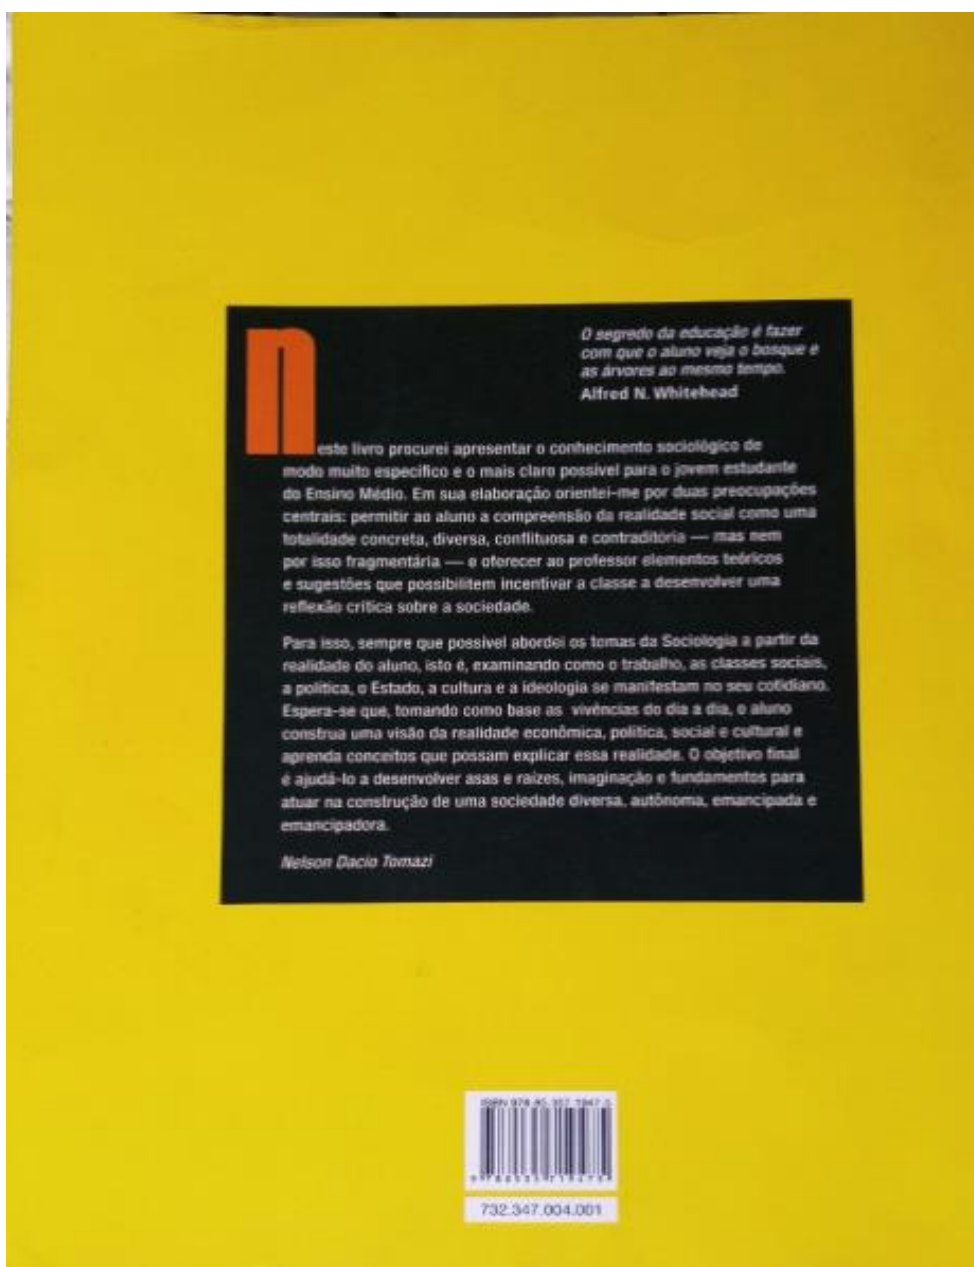 O segredo da educação é fazer
com que o aluno veja o bosque e
as árvores ao mesmo tempo.
Alfred N. Whitehead
Neste livro procurei apresentar o conhecimento sociológico de
modo muito específico e o mais claro possível para o jovem estudante
do Ensino Médio. Em sua elaboração orientei-me por duas preocupações
centrais: permitir ao aluno a compreensão da realidade social como uma
totalidade concreta, diversa, conflituosa e contraditória — mas nem
por isso fragmentária — e oferecer ao professor elementos teóricos
e sugestões que possibilitem incentivar a classe a desenvolver uma
reflexão crítica sobre a sociedade.
Para isso, sempre que possível abordei os temas da Sociologia a partir da
realidade do aluno, isto é, examinando como o trabalho, as classes sociais,
a política, o Estado, a cultura e a ideologia se manifestam no seu cotidiano.
Espera-se que, tomando como base as vivências do dia a dia, o aluno
construa uma visão da realidade econômica, política, social e cultural e
aprenda conceitos que possam explicar essa realidade. O objetivo final
é ajudá-lo a desenvolver asas e raízes, imaginação e fundamentos para
atuar na construção de uma sociedade diversa, autônoma, emancipada e
emancipadora.
Nelson Dacio Tomazi
ISBN 978-85-357-1947-5
732.347.004.001